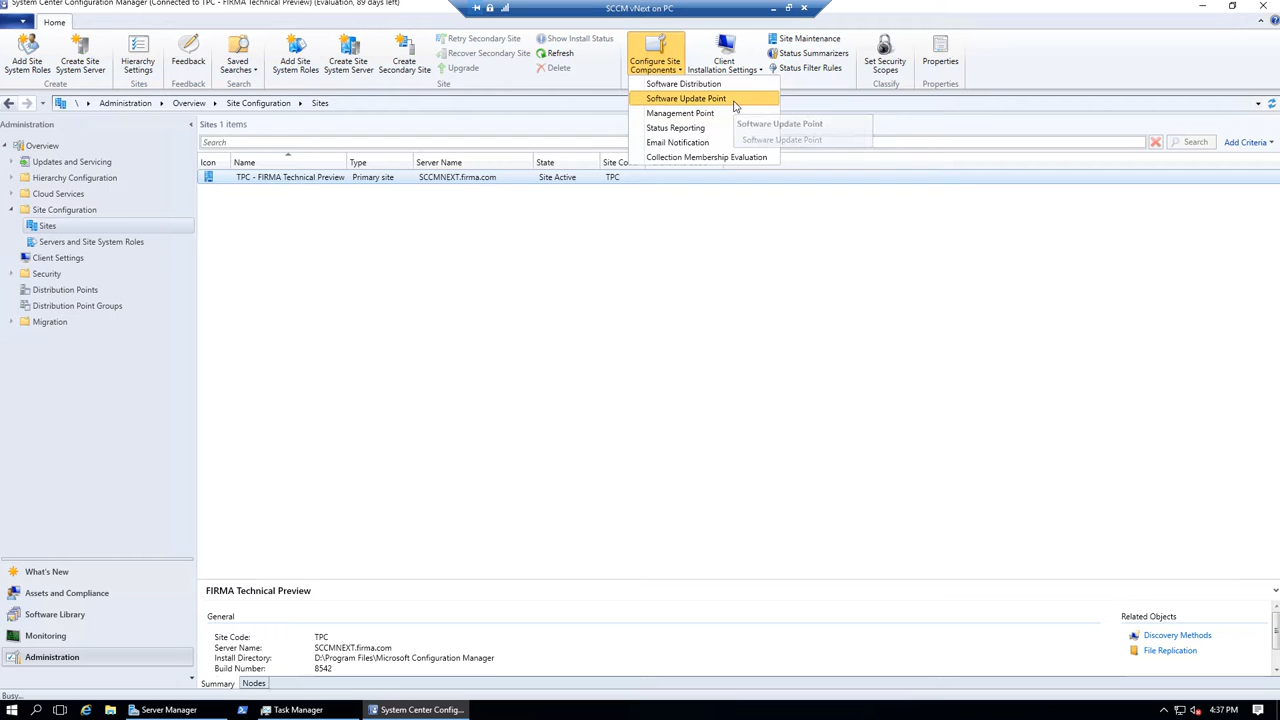 System Center Configuration Manager (Connected to TPC - FIRMA Technical Preview) (Evaluation, 89 days left)
SCCM vNext on PC
Home
Add Site System Roles
Create Site System Server
Create
Hierarchy Settings
Sites
Feedback
Feedback
Saved Searches
Search
Add Site System Roles
Create Site System Server
Create Secondary Site
Retry Secondary Site
Recover Secondary Site
Upgrade
Show Install Status
Refresh
Delete
Site
Configure Site Components
Client Installation Settings
Site Maintenance
Status Summarizers
Status Filter Rules
Set Security Scopes
Classify
Properties
Properties
Software Distribution
Software Update Point
Management Point
Status Reporting
Email Notification
Collection Membership Evaluation
Software Update Point
Software Update Point
\ Administration Overview Site Configuration Sites
Administration
Overview
Updates and Servicing
Hierarchy Configuration
Cloud Services
Site Configuration
Sites
Servers and Site System Roles
Client Settings
Security
Distribution Points
Distribution Point Groups
Migration
Sites 1 items
Search
Search
Add Criteria
Icon Name Type Server Name State Site Co
TPC - FIRMA Technical Preview Primary site SCCMNEXT.firma.com Site Active TPC
What's New
Assets and Compliance
Software Library
Monitoring
Administration
FIRMA Technical Preview
General
Site Code: TPC
Server Name: SCCMNEXT.firma.com
Install Directory: D:\Program Files\Microsoft Configuration Manager
Build Number: 8542
Related Objects
Discovery Methods
File Replication
Summary Nodes
Busy...
Server Manager
Task Manager
System Center Config...
4:37 PM